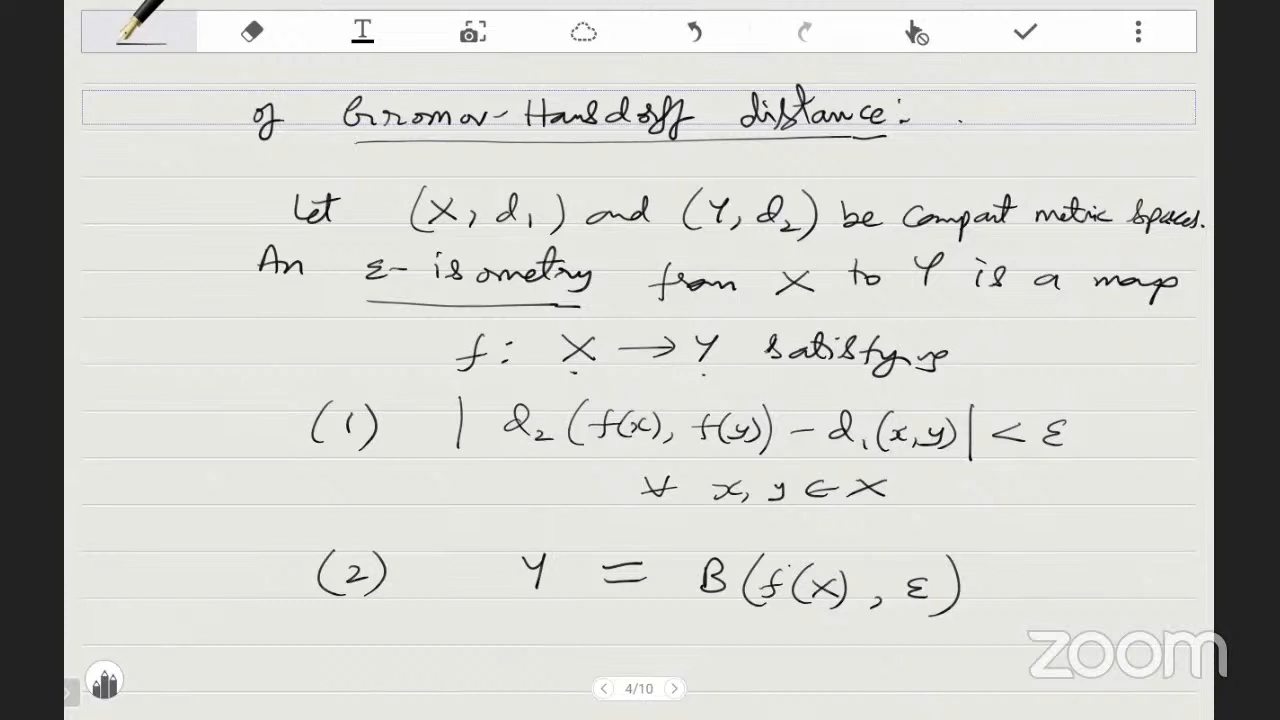 T
of Gromov-Hausdorff distance:
Let (X, d₁) and (Y, d₂) be compact metric spaces.
An ε-isometry from X to Y is a map
f: X → Y satisfying
(1) | d₂(f(x), f(y)) - d₁(x,y)| < ε
∀ x, y ∈ X
(2) Y = B(f(X), ε)
zoom
4/10